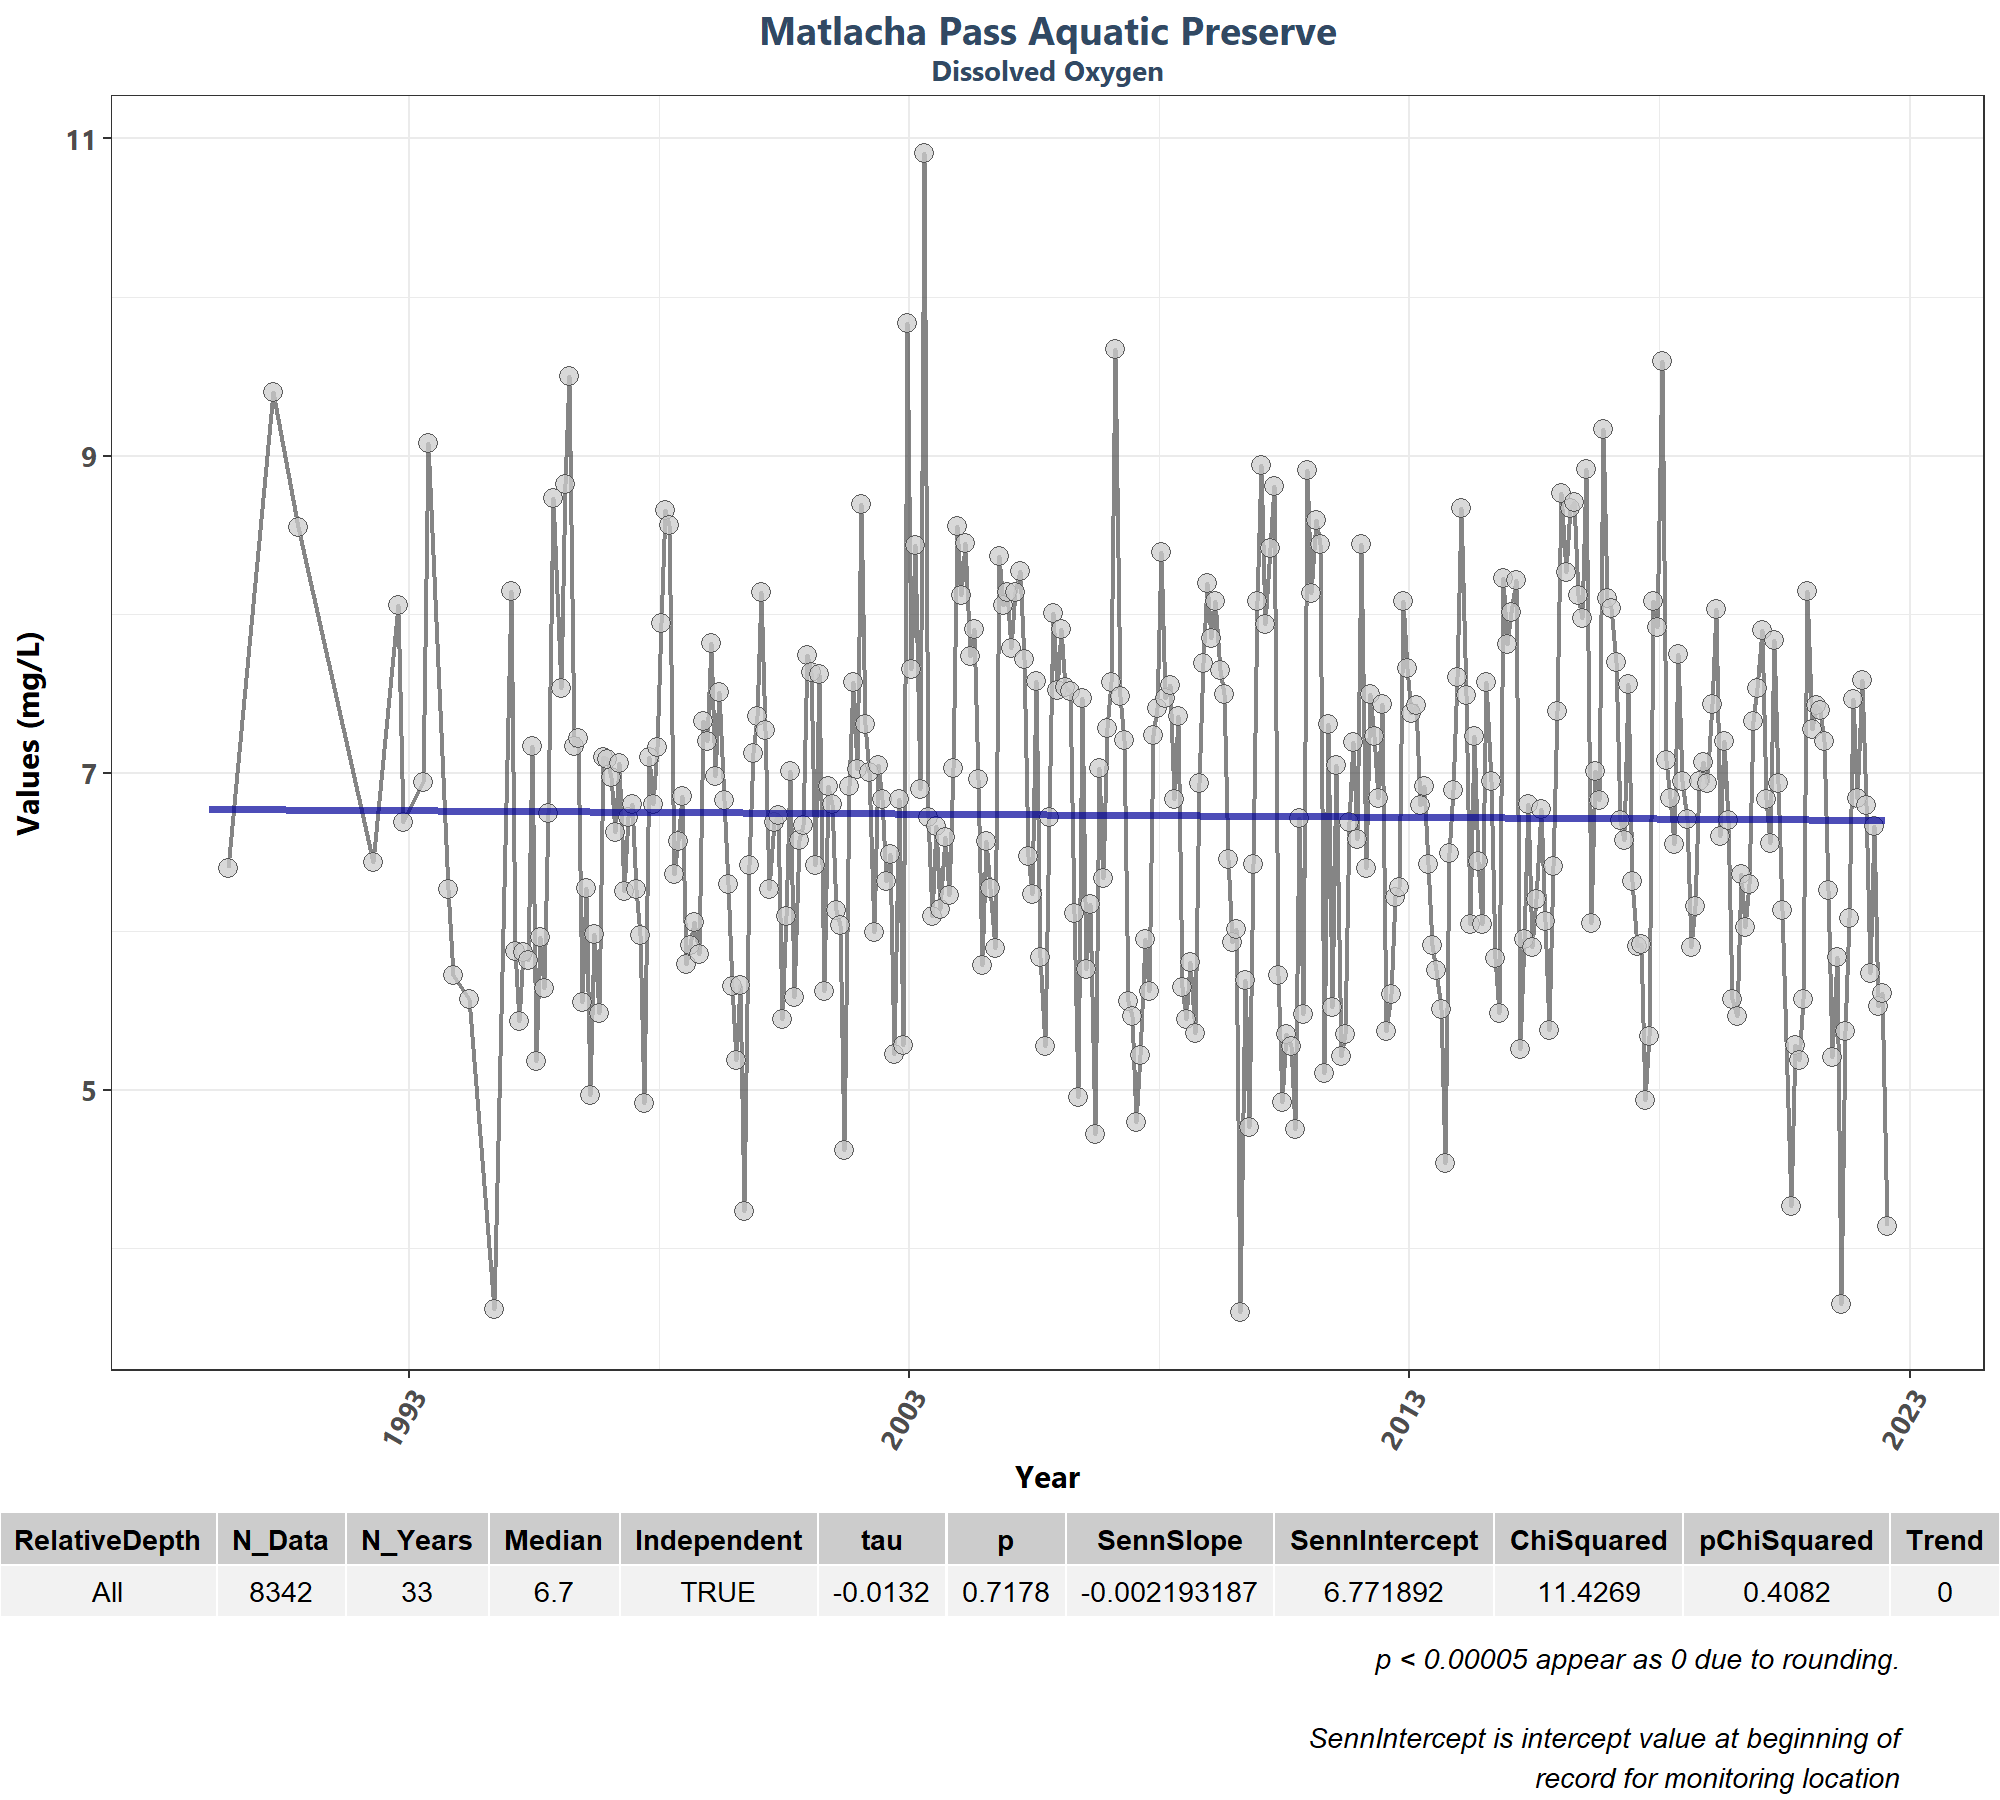 Matlacha Pass Aquatic Preserve
Dissolved Oxygen
Values (mg/L)
11
9
7
5
1993
2003
2013
2023
Year
RelativeDepth N_Data N_Years Median Independent tau p SennSlope SennIntercept ChiSquared pChiSquared Trend
All 8342 33 6.7 TRUE -0.0132 0.7178 -0.002193187 6.771892 11.4269 0.4082 0
p < 0.00005 appear as 0 due to rounding.
SennIntercept is intercept value at beginning of
record for monitoring location